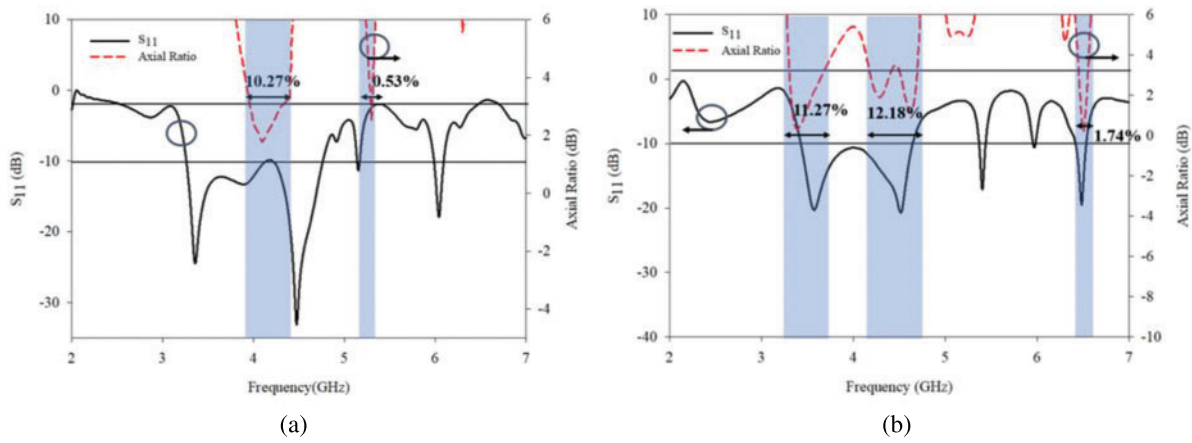 10
0
-10
-20
-30
S11 (dB)
S11
Axial Ratio
10.27%
0.53%
6
4
2
0
-2
-4
Axial Ratio (dB)
2 3 4 5 6 7
Frequency(GHz)
(a)
10
0
-10
-20
-30
-40
S11 (dB)
S11
Axial Ratio
11.27%
12.18%
1.74%
6
4
2
0
-2
-4
-6
-8
-10
Axial Ratio (dB)
2 3 4 5 6 7
Frequency (GHz)
(b)